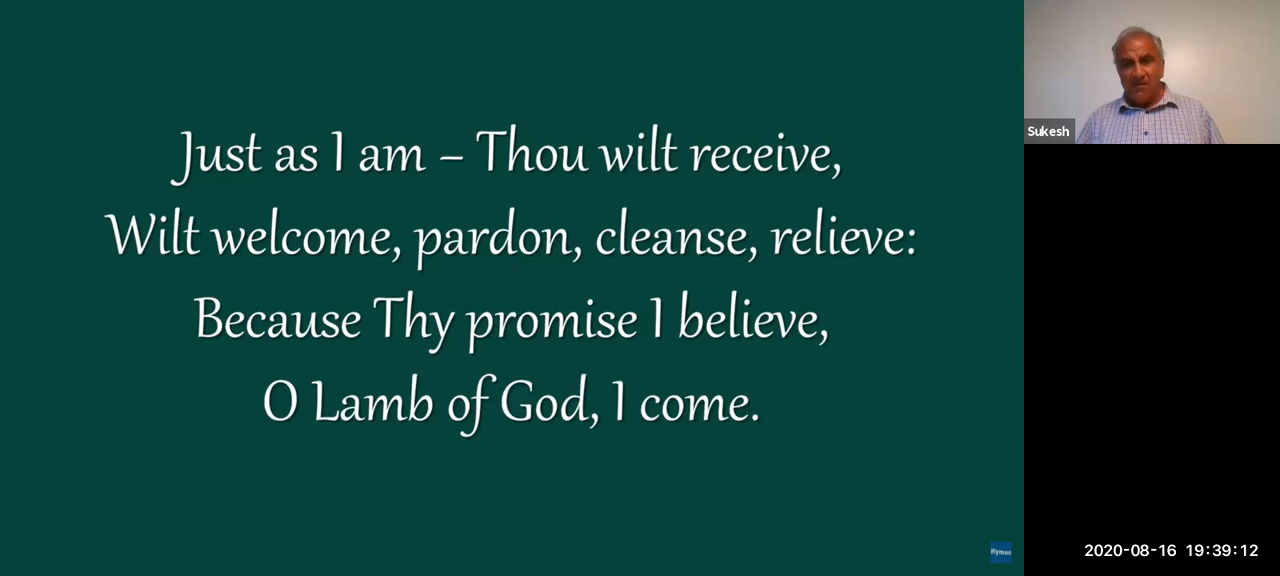 Just as I am – Thou wilt receive,
Wilt welcome, pardon, cleanse, relieve:
Because Thy promise I believe,
O Lamb of God, I come.
Sukesh
Hymns
2020-08-16 19:39:12